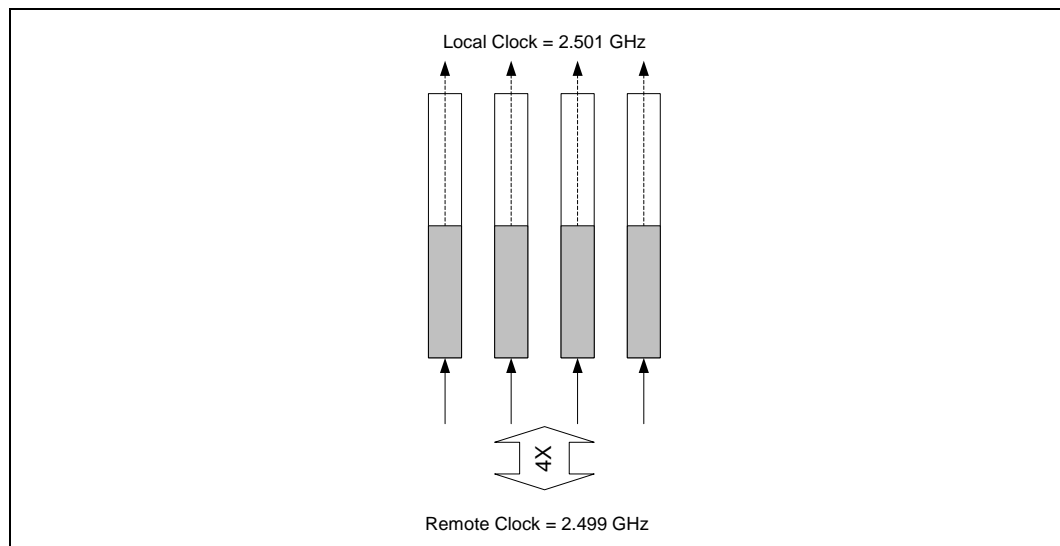 Local Clock = 2.501 GHz
4X
Remote Clock = 2.499 GHz